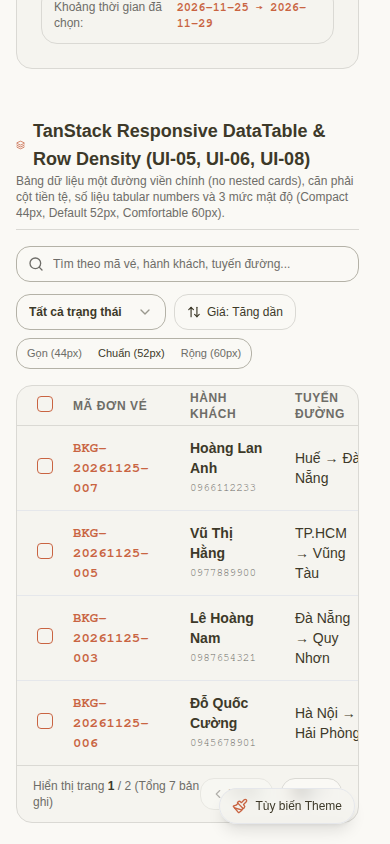 Khoảng thời gian đã chọn:
2026-11-25 → 2026-11-29
TanStack Responsive DataTable &
Row Density (UI-05, UI-06, UI-08)
Bảng dữ liệu một đường viền chính (no nested cards), căn phải
cột tiền tệ, số liệu tabular numbers và 3 mức mật độ (Compact
44px, Default 52px, Comfortable 60px).
Tìm theo mã vé, hành khách, tuyến đường...
Tất cả trạng thái
Giá: Tăng dần
Gọn (44px) Chuẩn (52px) Rộng (60px)
MÃ ĐƠN VÉ HÀNH KHÁCH TUYẾN ĐƯỜNG
BKG-20261125-007
Hoàng Lan Anh
0966112233
Huế → Đà Nẵng
BKG-20261125-005
Vũ Thị Hằng
0977889900
TP.HCM → Vũng Tàu
BKG-20261125-003
Lê Hoàng Nam
0987654321
Đà Nẵng → Quy Nhơn
BKG-20261125-006
Đỗ Quốc Cường
0945678901
Hà Nội → Hải Phòng
Hiển thị trang 1 / 2 (Tổng 7 bản ghi)
Tùy biến Theme